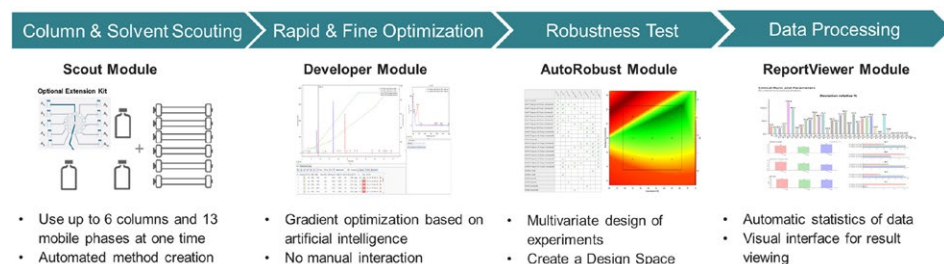 Column & Solvent Scouting
Rapid & Fine Optimization
Robustness Test
Data Processing
Scout Module
Developer Module
AutoRobust Module
ReportViewer Module
Optional Extension Kit
+
• Use up to 6 columns and 13
mobile phases at one time
• Automated method creation
• Gradient optimization based on
artificial intelligence
• No manual interaction
• Multivariate design of
experiments
• Create a Design Space
• Automatic statistics of data
• Visual interface for result
viewing